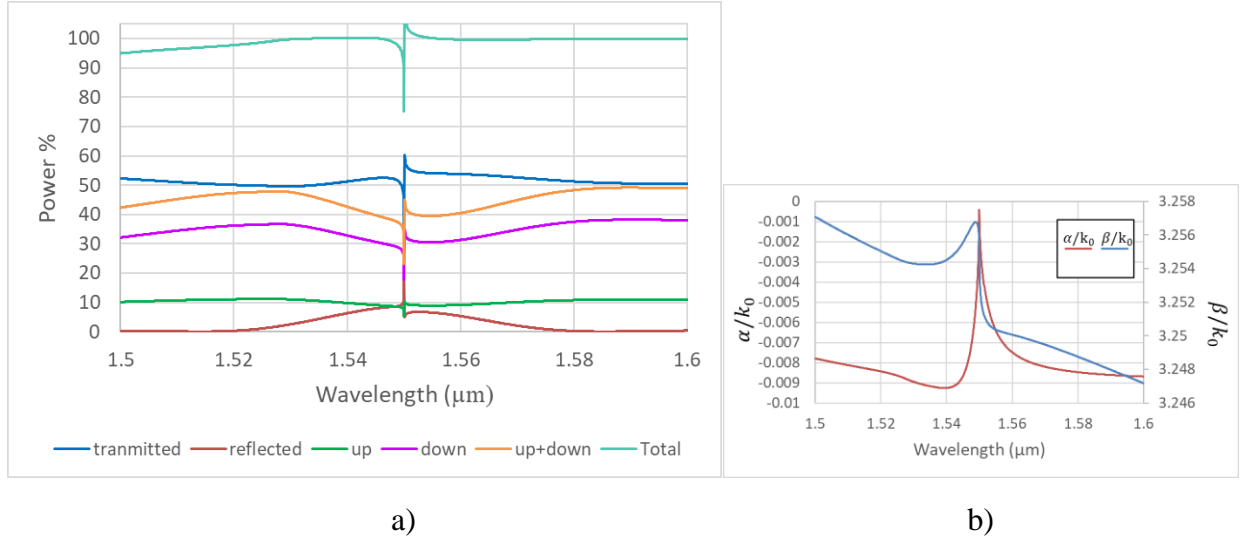 100
90
80
70
60
50
40
30
20
10
0
Power %
1.5 1.52 1.54 1.56 1.58 1.6
Wavelength (μm)
tranmitted reflected up down up+down Total
a)
0
-0.001
-0.002
-0.003
-0.004
-0.005
-0.006
-0.007
-0.008
-0.009
-0.01
α/k₀
α/k₀ β/k₀
3.258
3.256
3.254
3.252
3.25
3.248
3.246
β/k₀
1.5 1.52 1.54 1.56 1.58 1.6
Wavelength (μm)
b)